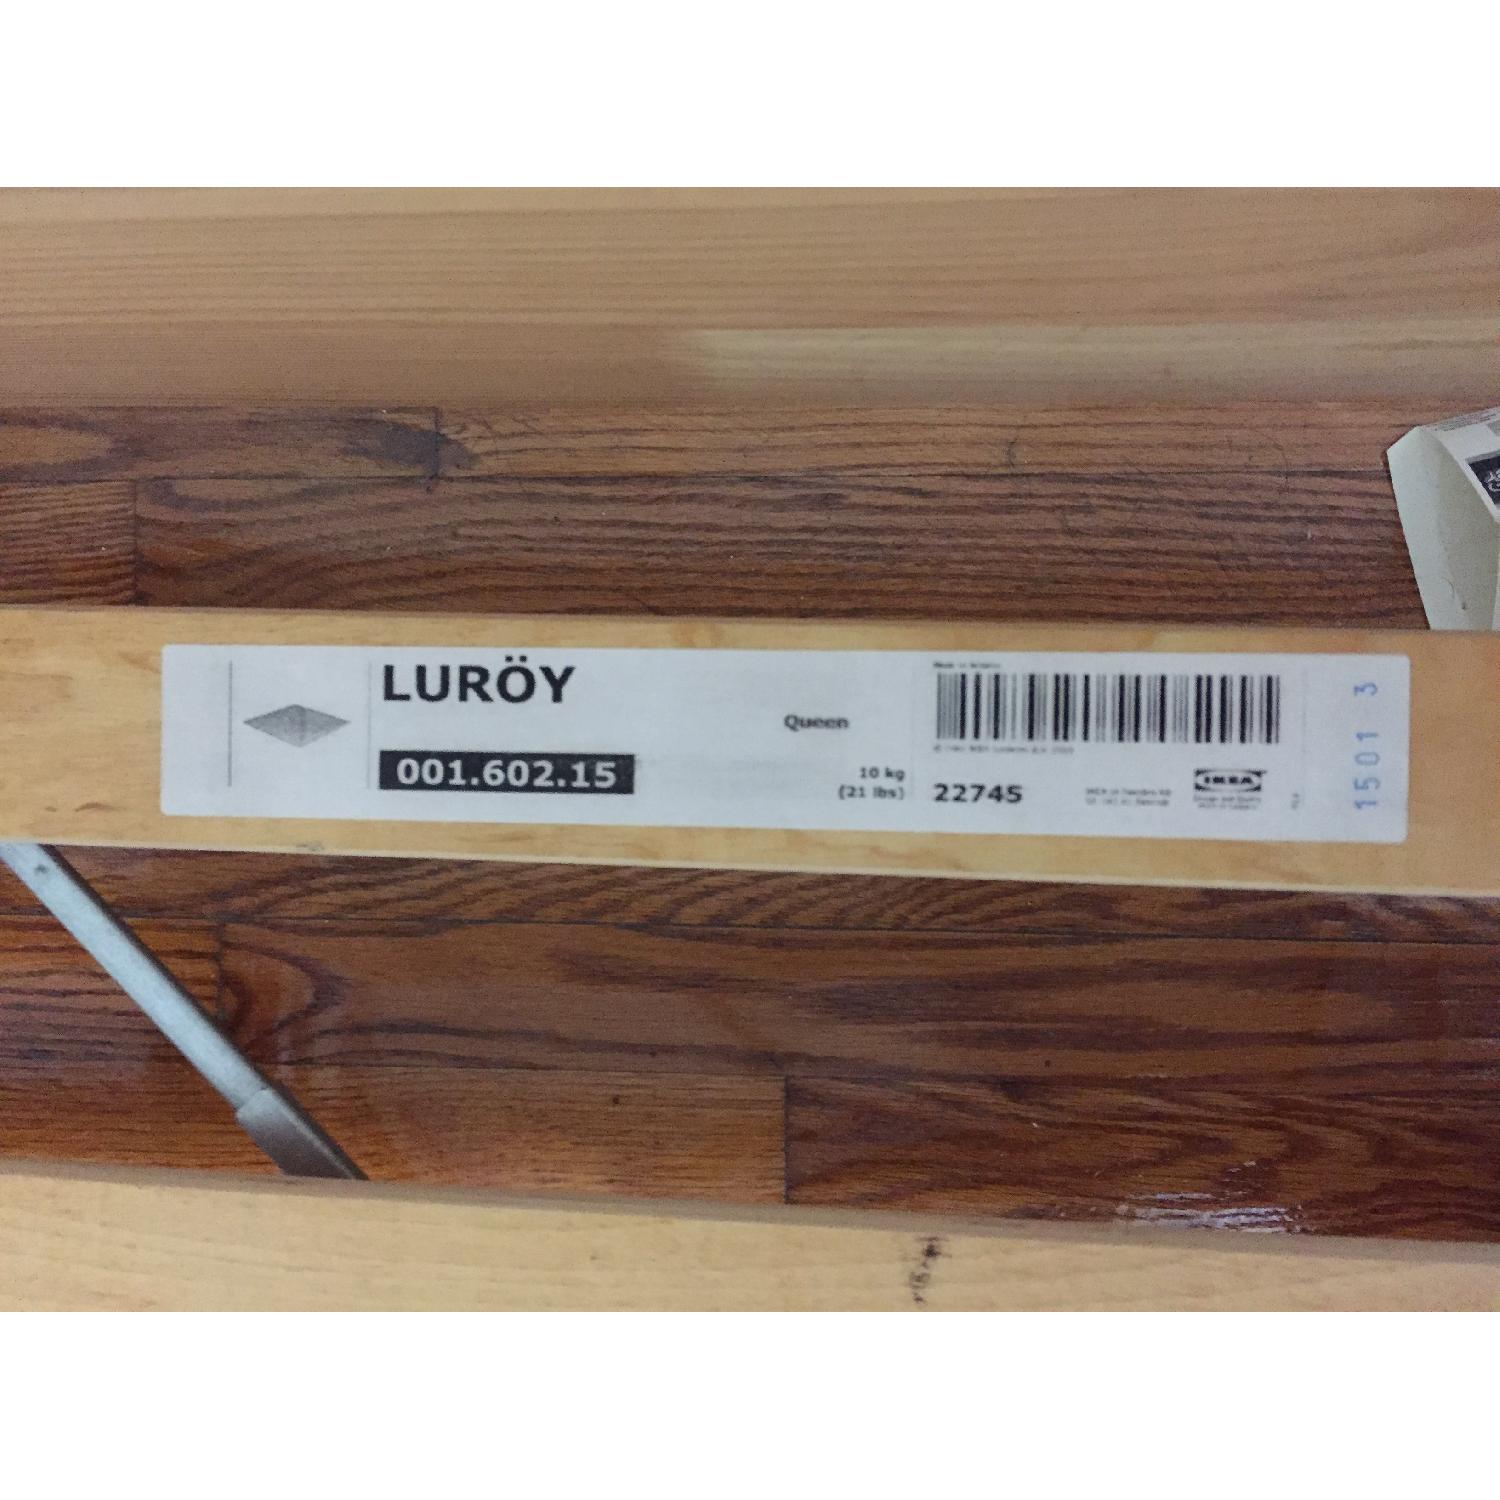 LURÖY
Queen
001.602.15
10 kg
(21 lbs)
22745
IKEA
1501 3